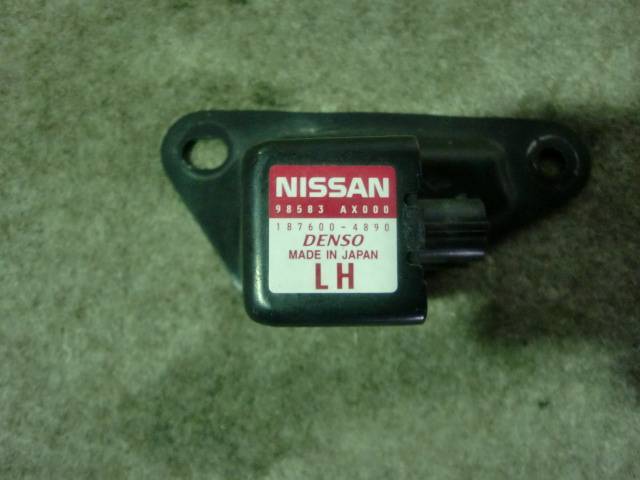 NISSAN
98583 AX000
187600-4890
DENSO
MADE IN JAPAN
LH